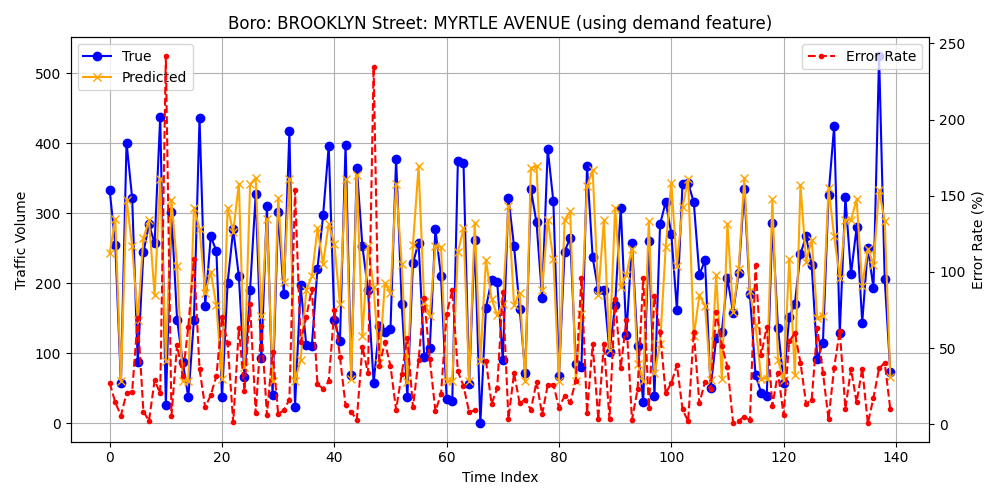 Boro: BROOKLYN Street: MYRTLE AVENUE (using demand feature)
True
Predicted
Error Rate
Traffic Volume
0
100
200
300
400
500
Error Rate (%)
0
50
100
150
200
250
0 20 40 60 80 100 120 140
Time Index